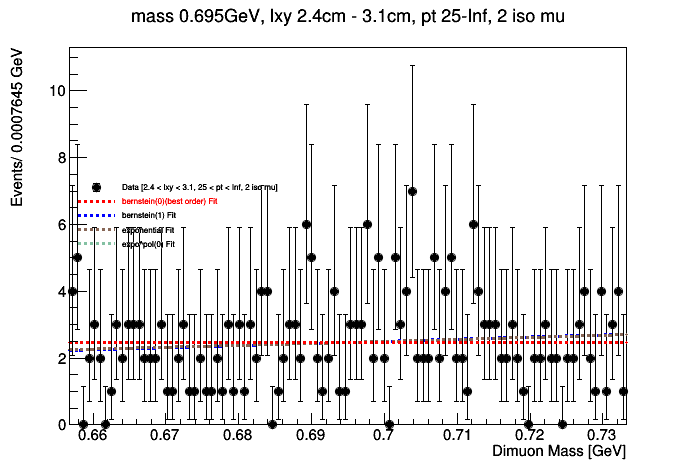 mass 0.695GeV, lxy 2.4cm - 3.1cm, pt 25-Inf, 2 iso mu
Events/ 0.0007645 GeV
10
8
6
4
2
0
Data [2.4 < lxy < 3.1, 25 < pt < Inf, 2 iso mu]
bernstein(0)(best order) Fit
bernstein(1) Fit
exponential Fit
expo*pol(0) Fit
0.66
0.67
0.68
0.69
0.7
0.71
0.72
0.73
Dimuon Mass [GeV]